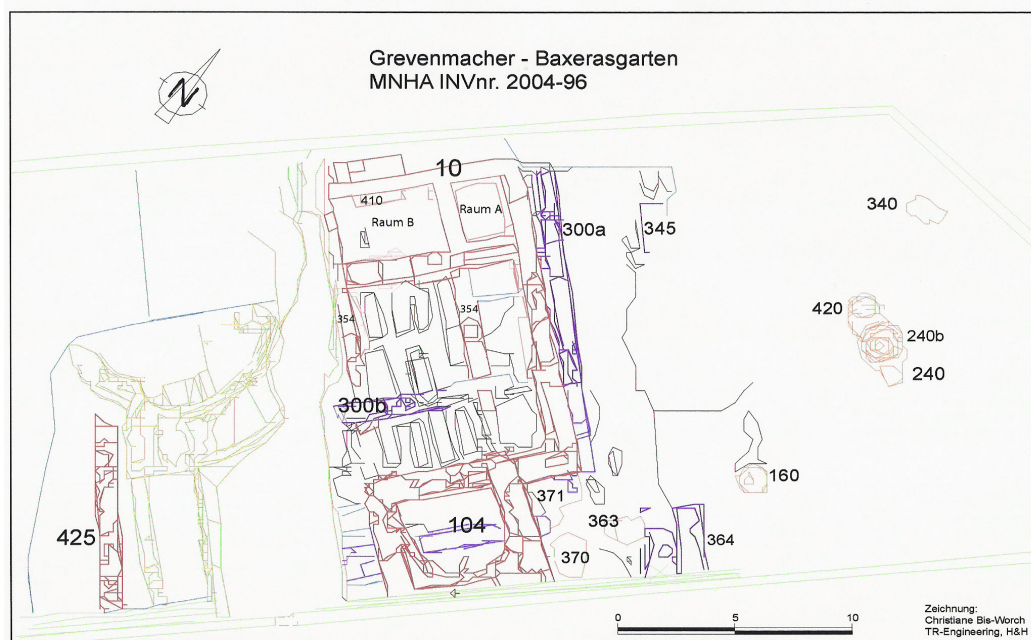 Grevenmacher - Baxerasgarten
MNHA INVnr. 2004-96
N
10
410
Raum B
Raum A
300a
345
340
354
354
420
240b
240
300b
160
371
425
104
363
364
370
0 5 10
Zeichnung:
Christiane Bis-Worch
TR-Engineering, H&H